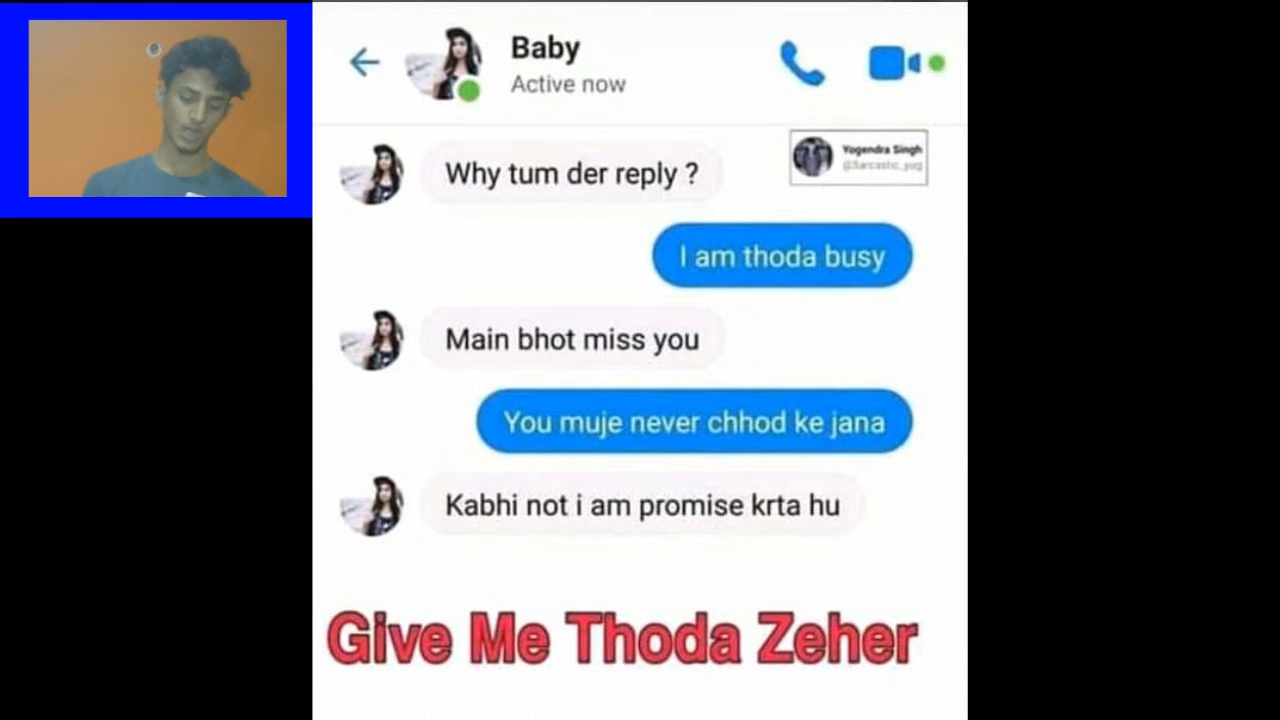 Baby
Active now
Yogendra Singh
@Sarcastic_yug
Why tum der reply ?
I am thoda busy
Main bhot miss you
You muje never chhod ke jana
Kabhi not i am promise krta hu
Give Me Thoda Zeher